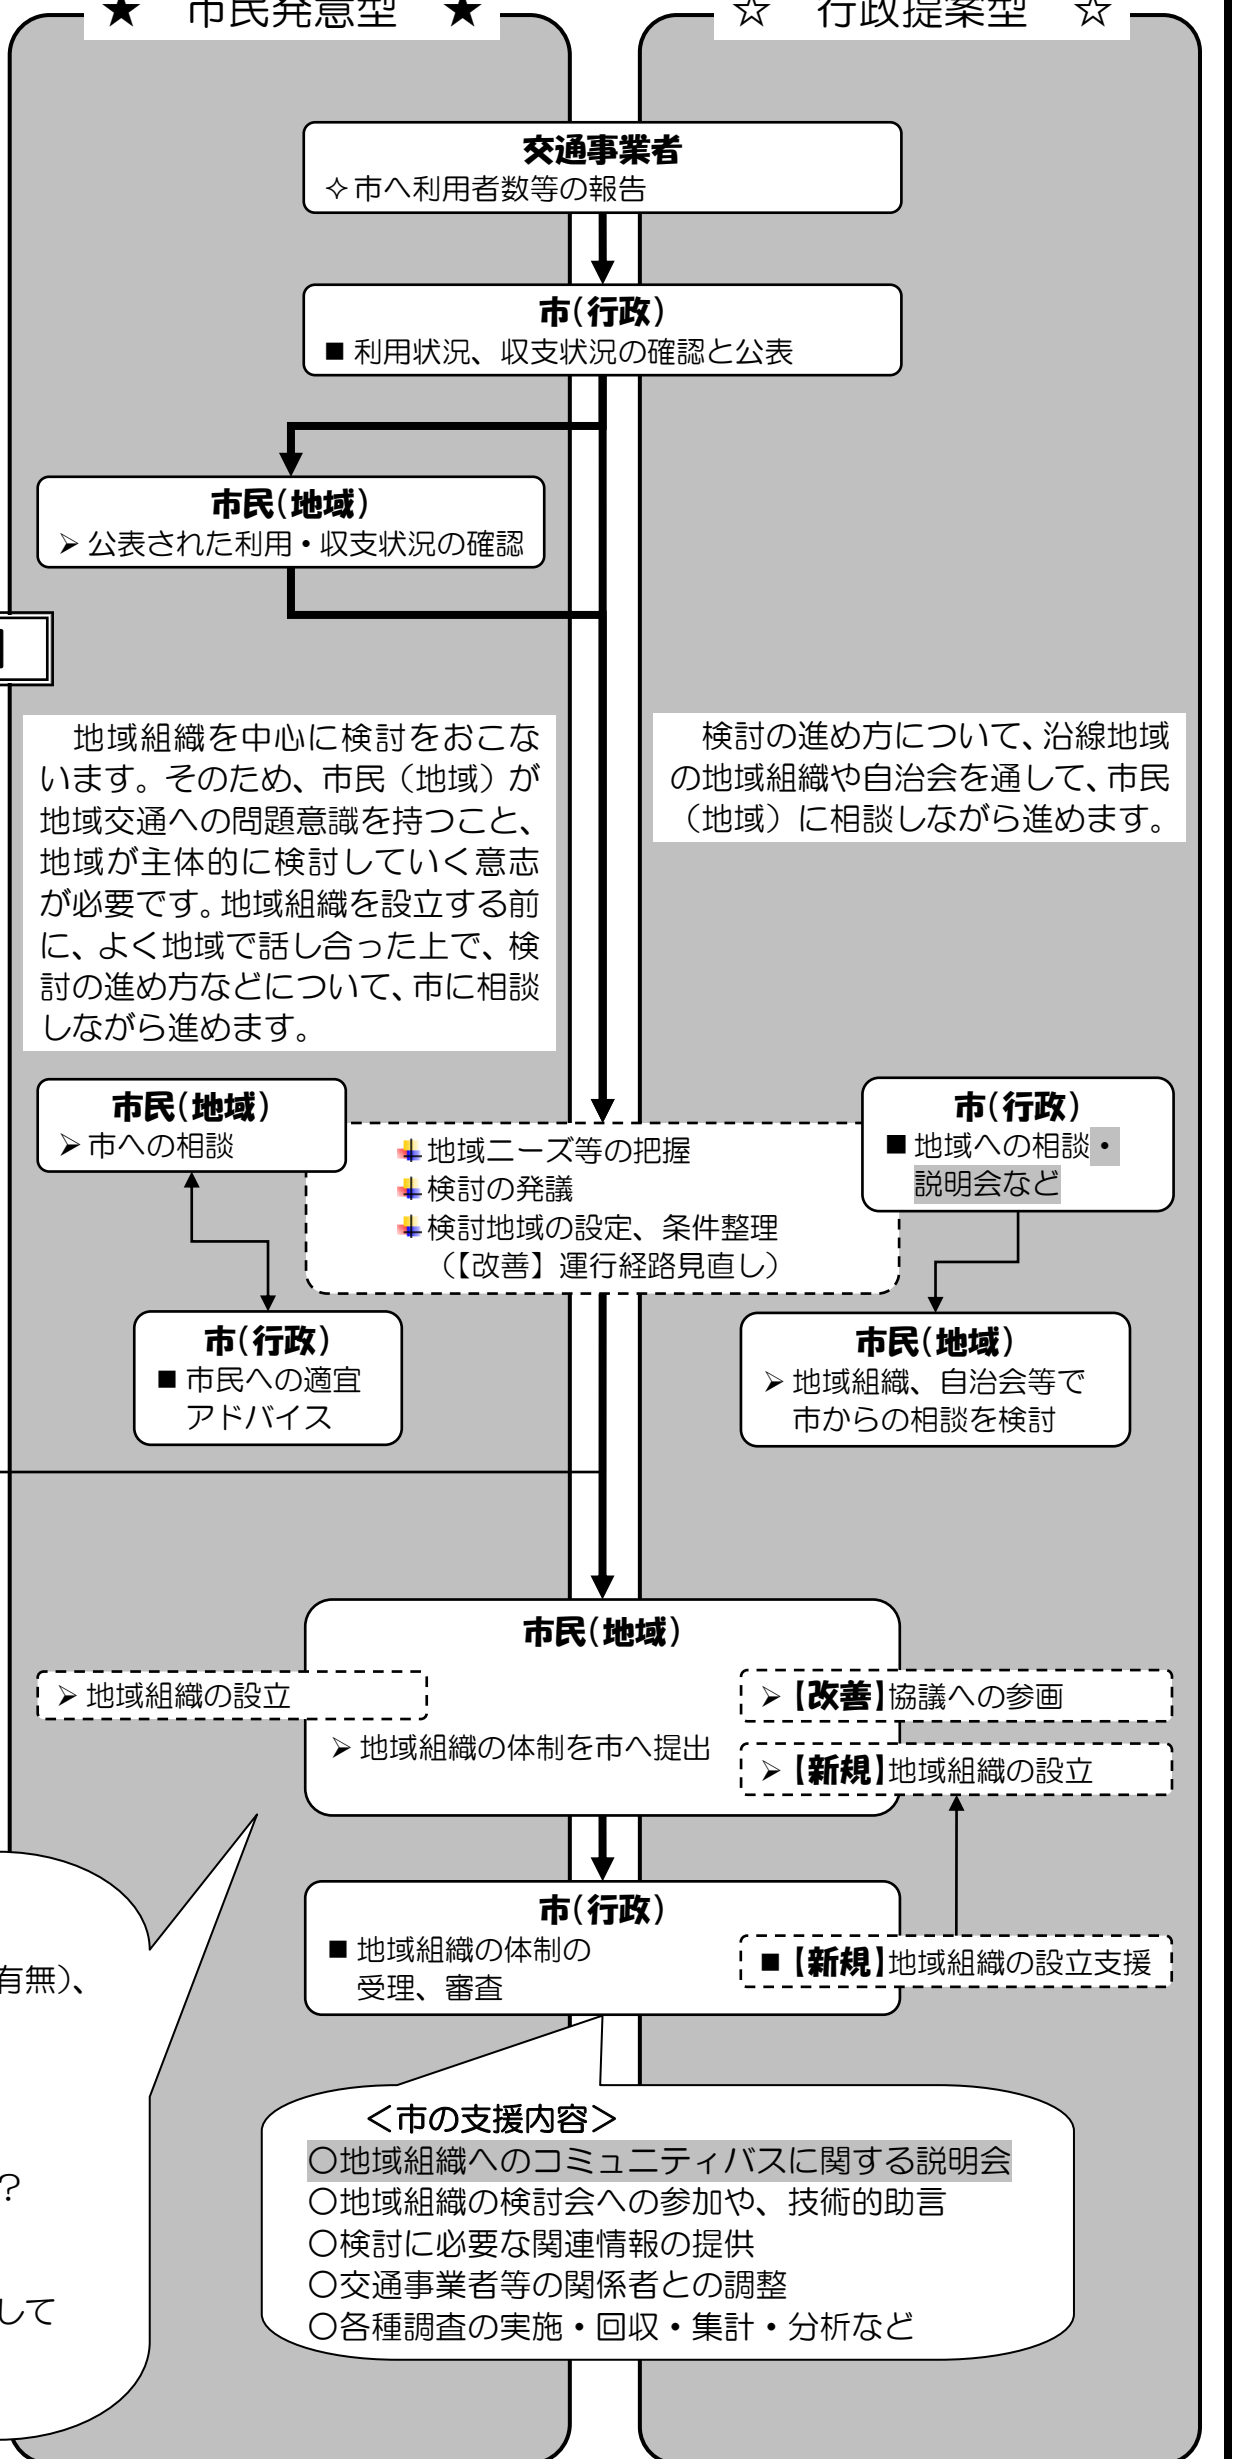 ★　市民発意型　★
☆　行政提案型　☆
交通事業者
✧市へ利用者数等の報告
市(行政)
■ 利用状況、収支状況の確認と公表
市民(地域)
➢ 公表された利用・収支状況の確認
　地域組織を中心に検討をおこな
います。そのため、市民（地域）が
地域交通への問題意識を持つこと、
地域が主体的に検討していく意志
が必要です。地域組織を設立する前
に、よく地域で話し合った上で、検
討の進め方などについて、市に相談
しながら進めます。
　検討の進め方について、沿線地域
の地域組織や自治会を通して、市民
（地域）に相談しながら進めます。
市民(地域)
➢ 市への相談
地域ニーズ等の把握
検討の発議
検討地域の設定、条件整理
（【改善】運行経路見直し）
市(行政)
■ 地域への相談・
説明会など
市(行政)
■ 市民への適宜
アドバイス
市民(地域)
➢ 地域組織、自治会等で
市からの相談を検討
市民(地域)
➢ 地域組織の設立
➢ 地域組織の体制を市へ提出
➢【改善】協議への参画
➢【新規】地域組織の設立
市(行政)
■ 地域組織の体制の
受理、審査
■【新規】地域組織の設立支援
有無)、
？
して
＜市の支援内容＞
〇地域組織へのコミュニティバスに関する説明会
〇地域組織の検討会への参加や、技術的助言
〇検討に必要な関連情報の提供
〇交通事業者等の関係者との調整
〇各種調査の実施・回収・集計・分析など